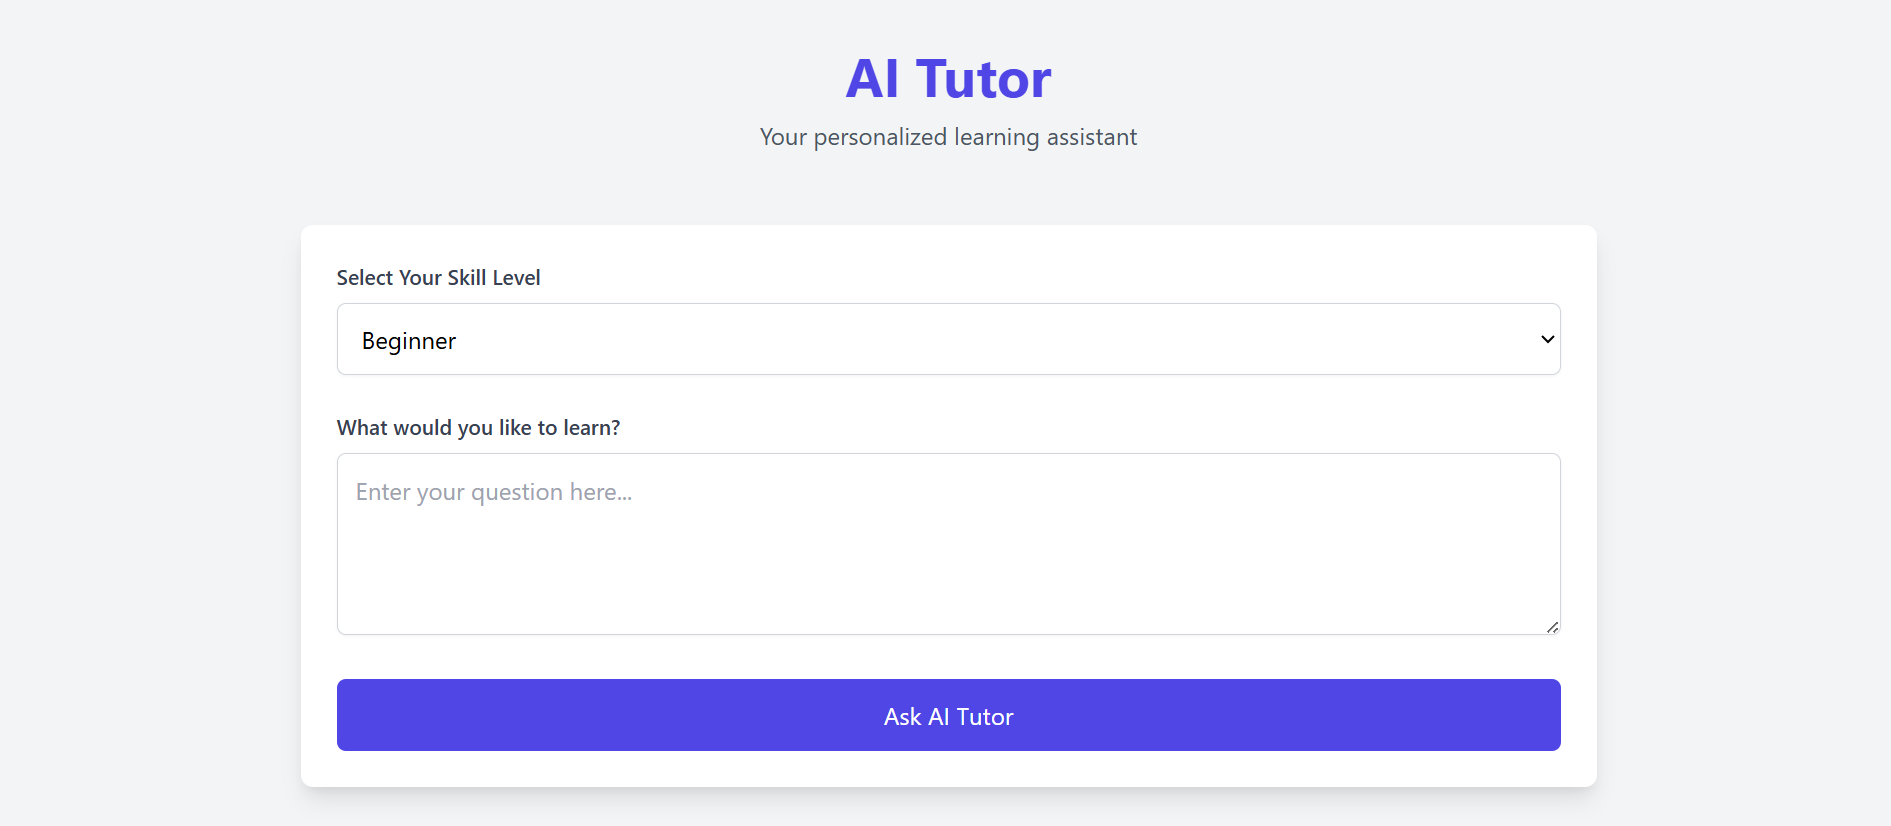 AI Tutor
Your personalized learning assistant
Select Your Skill Level
Beginner
What would you like to learn?
Enter your question here...
Ask AI Tutor